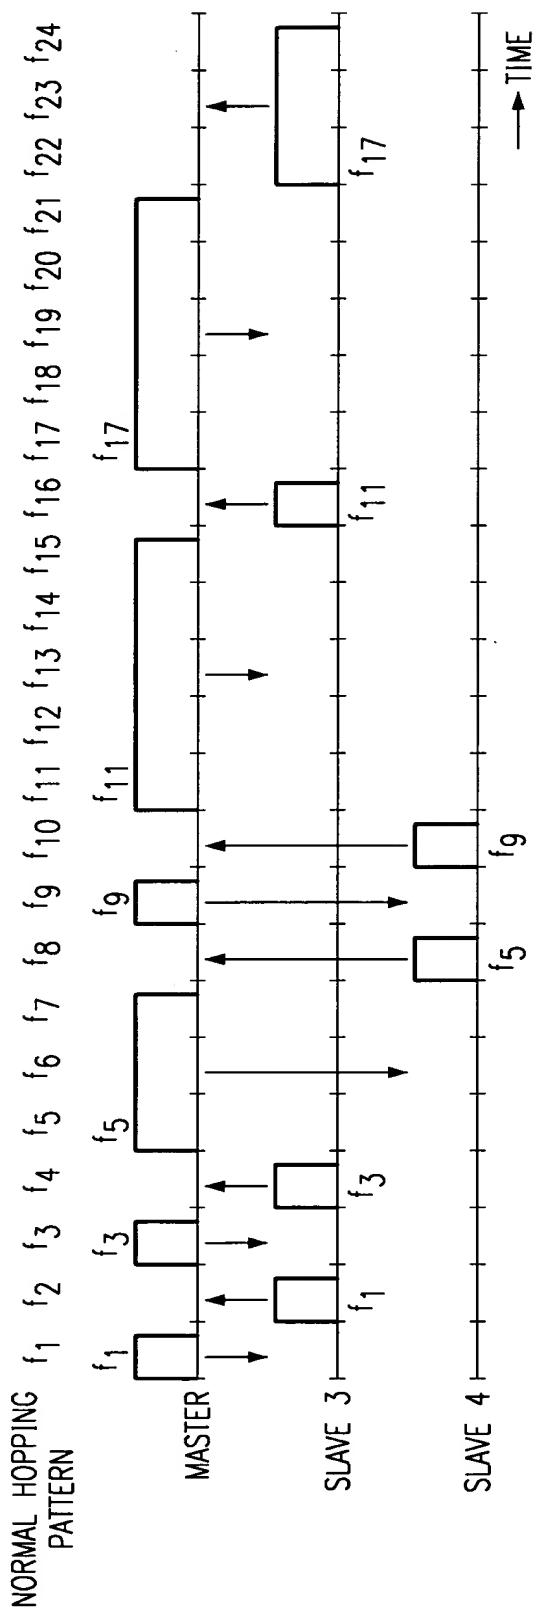 NORMAL HOPPING PATTERN f1 f2 f3 f4 f5 f6 f7 f8 f9 f10 f11 f12 f13 f14 f15 f16 f17 f18 f19 f20 f21 f22 f23 f24
f1 f3 f5 f9 f11 f17
MASTER
SLAVE 3
f1 f3 f11 f17
SLAVE 4
f5 f9
TIME